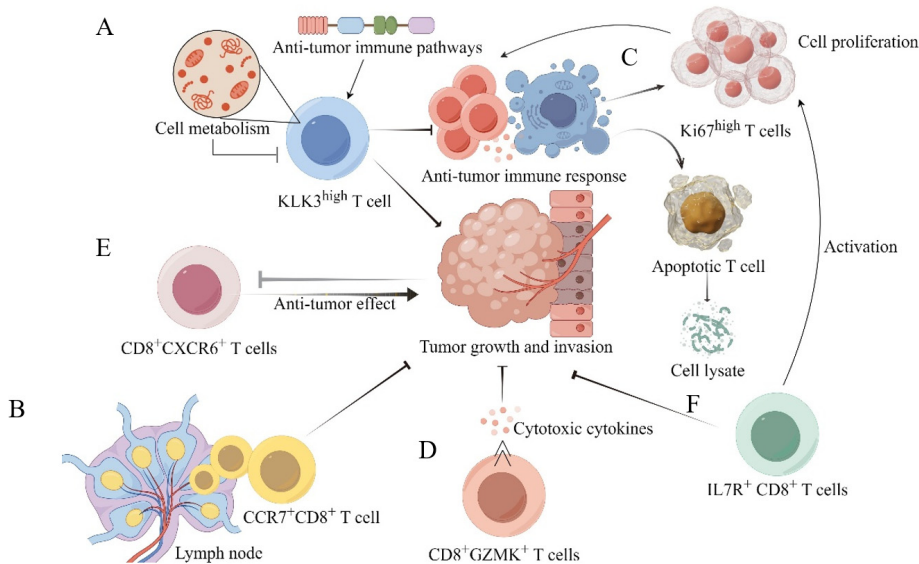 A
Anti-tumor immune pathways
Cell metabolism
KLK3high T cell
Anti-tumor immune response
C
Cell proliferation
Ki67high T cells
Apoptotic T cell
Activation
Cell lysate
E
Anti-tumor effect
CD8+CXCR6+ T cells
Tumor growth and invasion
B
CCR7+CD8+ T cell
Lymph node
D
Cytotoxic cytokines
CD8+GZMK+ T cells
F
IL7R+ CD8+ T cells